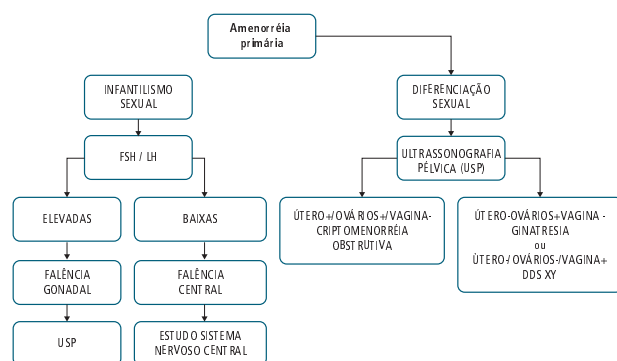 Amenorréia
primária
INFANTILISMO
SEXUAL
DIFERENCIAÇÃO
SEXUAL
FSH / LH
ULTRASSONOGRAFIA
PÉLVICA (USP)
ELEVADAS
BAIXAS
ÚTERO+/OVÁRIOS+/VAGINA-
CRIPTOMENORRÉIA
OBSTRUTIVA
ÚTERO-OVÁRIOS+VAGINA -
GINATRESIA
ou
ÙTERO-/OVÁRIOS-/VAGINA+
DDS XY
FALÊNCIA
GONADAL
FALÊNCIA
CENTRAL
USP
ESTUDO SISTEMA
NERVOSO CENTRAL